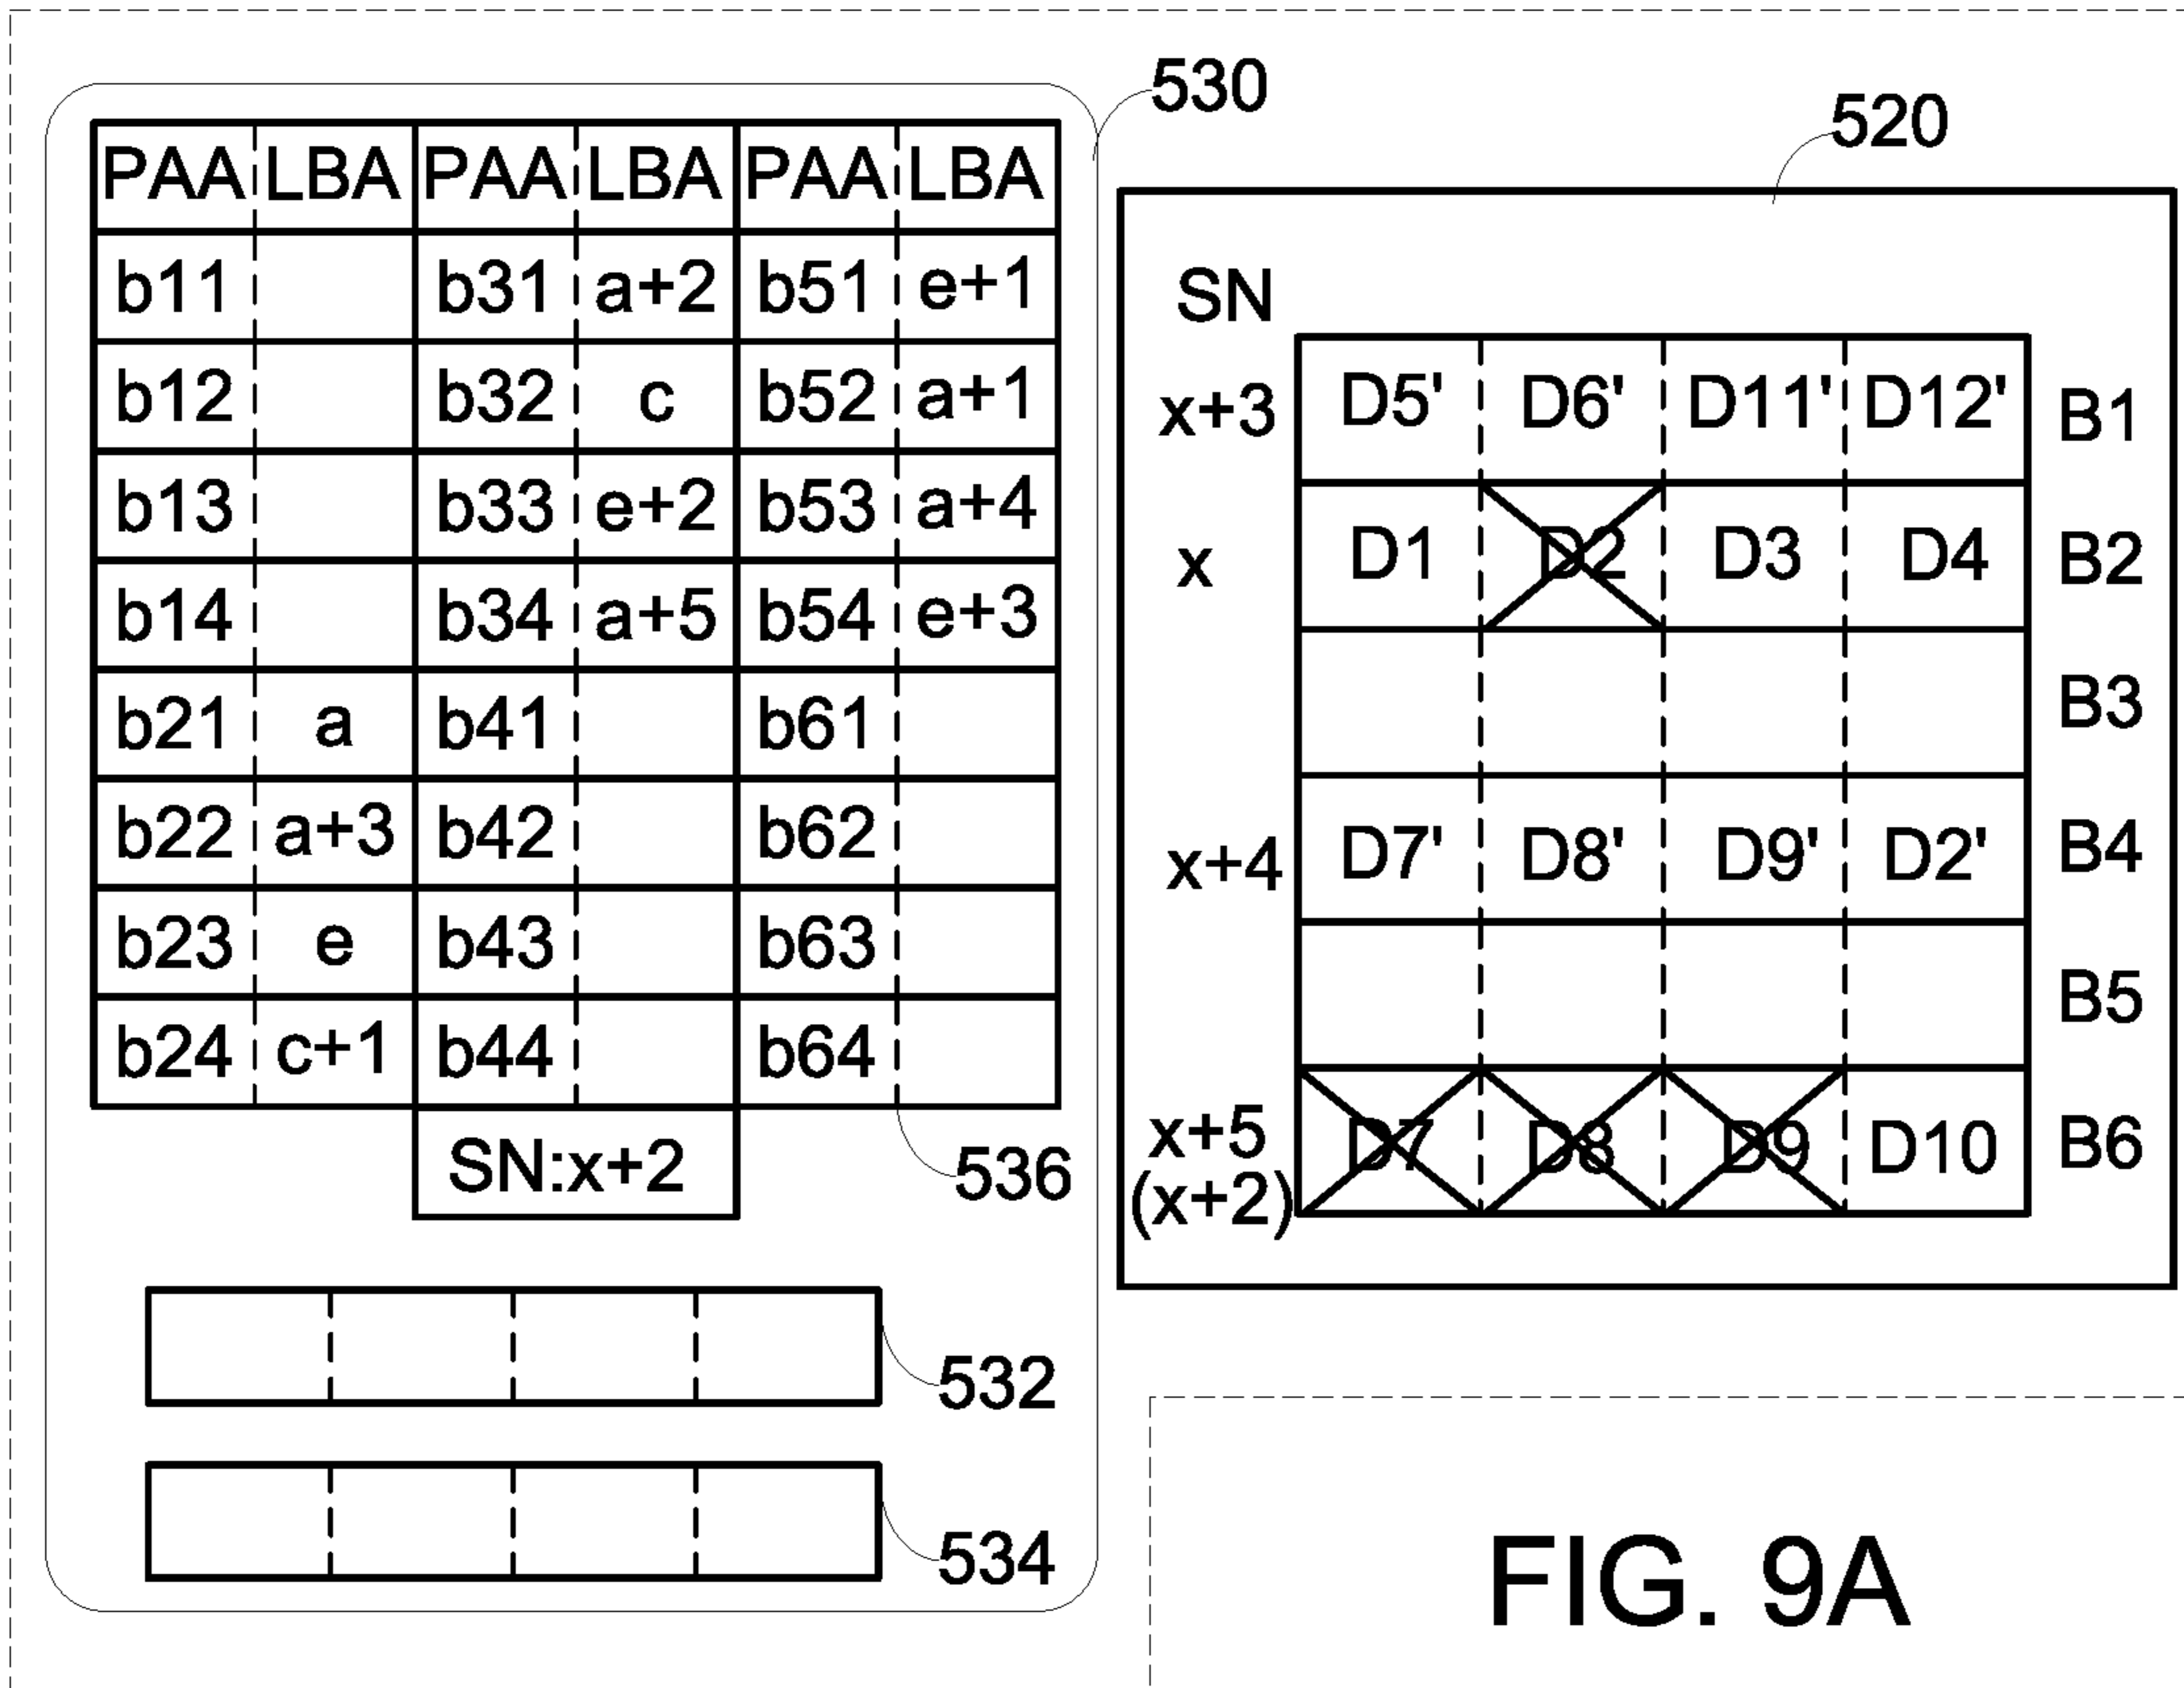 530
520
PAA LBA PAA LBA PAA LBA
b11 b31 a+2 b51 e+1
b12 b32 c b52 a+1
b13 b33 e+2 b53 a+4
b14 b34 a+5 b54 e+3
b21 a b41 b61
b22 a+3 b42 b62
b23 e b43 b63
b24 c+1 b44 b64
SN:x+2
536
532
534
SN
x+3 D5' D6' D11' D12' B1
x D1 D2 D3 D4 B2
B3
x+4 D7' D8' D9' D2' B4
B5
x+5 D7 D8 D9 D10 B6
(x+2)
FIG. 9A